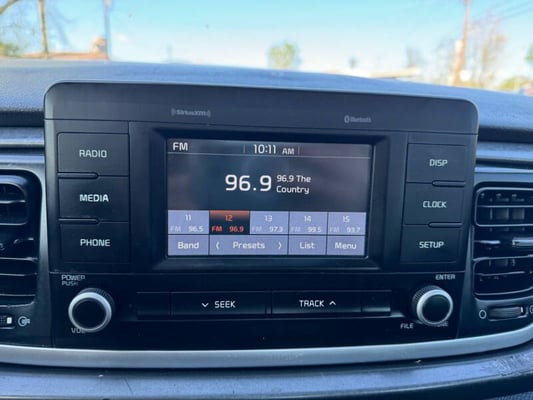 SiriusXM
Bluetooth
FM 10:11 AM
96.9 96.9 The
Country
11 12 13 14 15
FM 96.5 FM 96.9 FM 97.3 FM 99.5 FM 93.7
Band Presets List Menu
RADIO
MEDIA
PHONE
DISP
CLOCK
SETUP
POWER
PUSH
VOL
SEEK
TRACK
ENTER
FILE